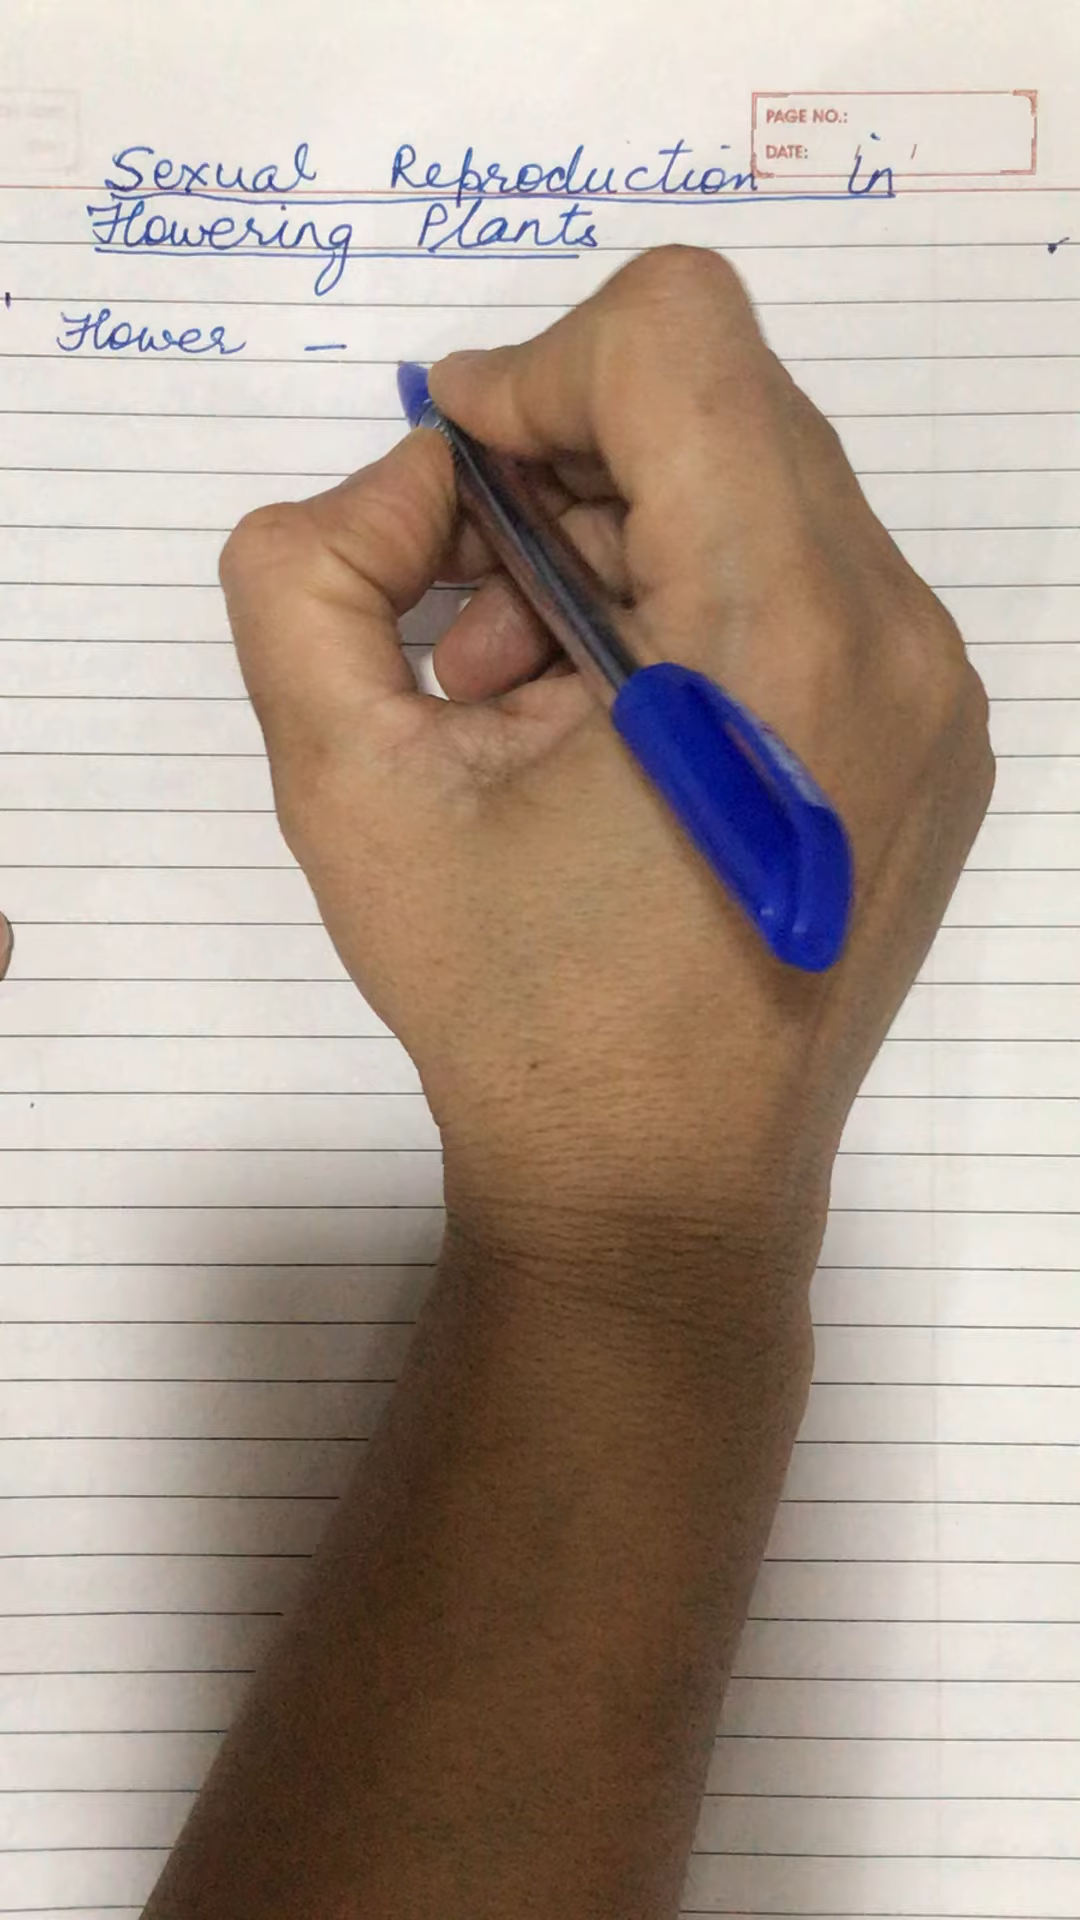 PAGE NO.:
DATE: / /
Sexual Reproduction in
Flowering Plants
Flower —